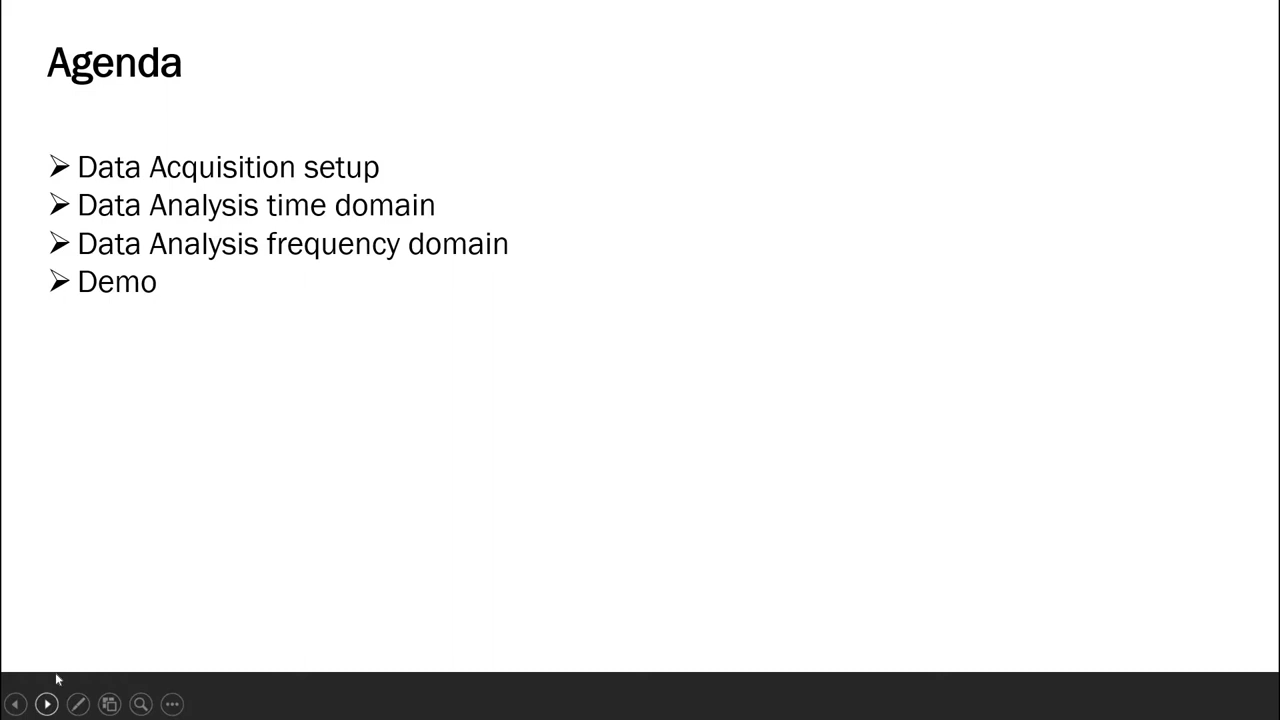 Agenda
➢ Data Acquisition setup
➢ Data Analysis time domain
➢ Data Analysis frequency domain
➢ Demo